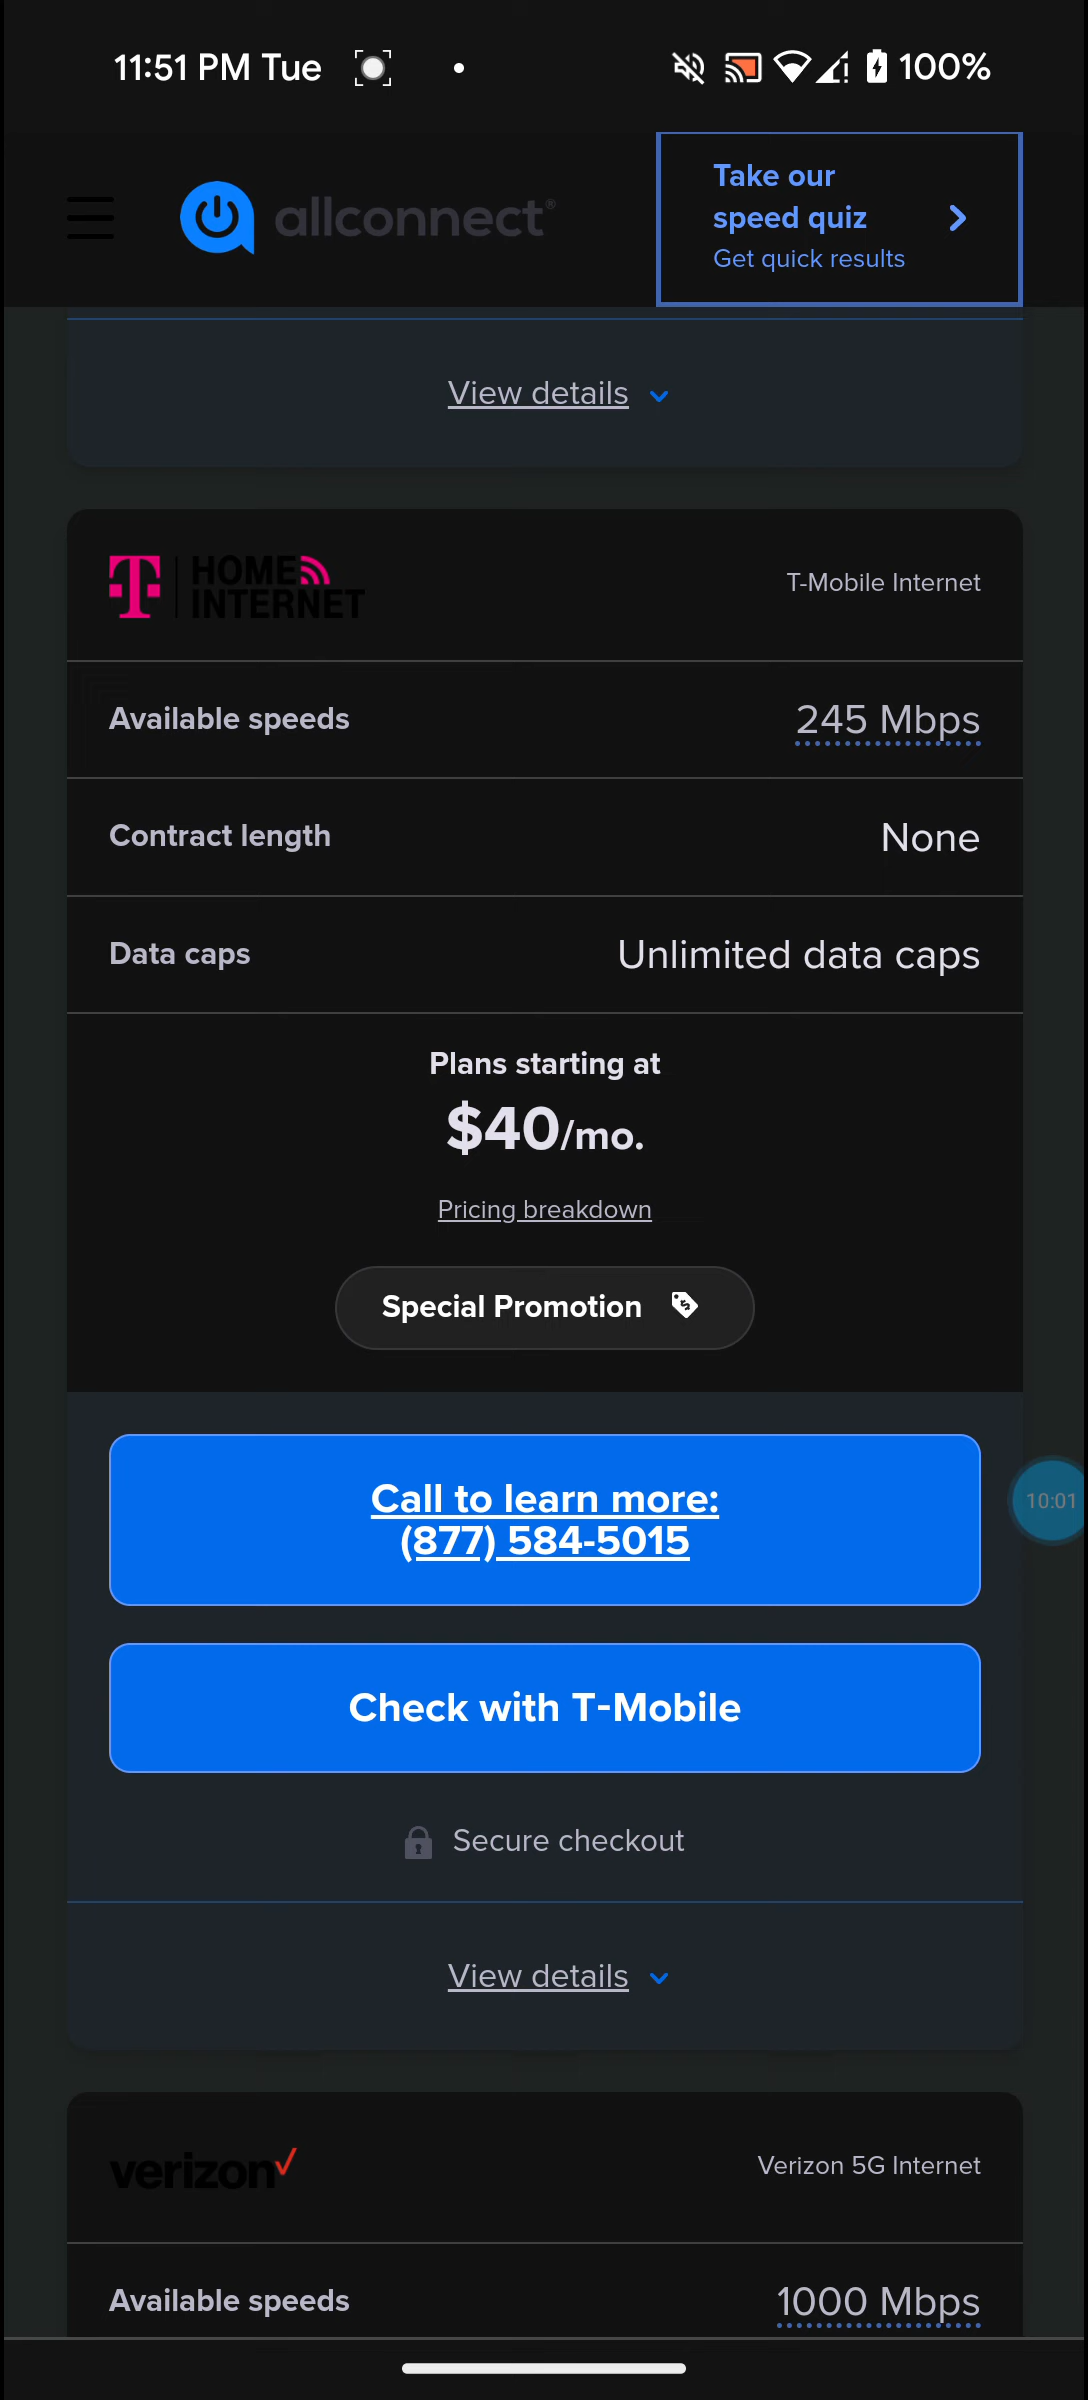 11:51 PM Tue
100%
allconnect®
Take our
speed quiz
Get quick results
View details
T HOME
INTERNET
T-Mobile Internet
Available speeds
245 Mbps
Contract length
None
Data caps
Unlimited data caps
Plans starting at
$40/mo.
Pricing breakdown
Special Promotion
Call to learn more:
(877) 584-5015
10:01
Check with T-Mobile
Secure checkout
View details
verizon
Verizon 5G Internet
Available speeds
1000 Mbps